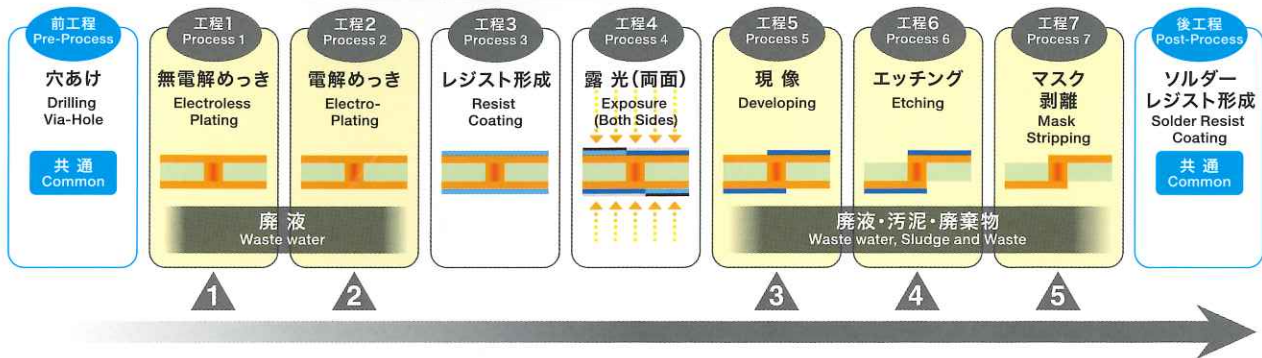 前工程
Pre-Process
穴あけ
Drilling
Via-Hole
共通
Common
工程1
Process 1
無電解めっき
Electroless
Plating
工程2
Process 2
電解めっき
Electro-
Plating
廃液
Waste water
工程3
Process 3
レジスト形成
Resist
Coating
工程4
Process 4
露光(両面)
Exposure
(Both Sides)
工程5
Process 5
現像
Developing
工程6
Process 6
エッチング
Etching
工程7
Process 7
マスク
剥離
Mask
Stripping
廃液・汚泥・廃棄物
Waste water, Sludge and Waste
後工程
Post-Process
ソルダー
レジスト形成
Solder Resist
Coating
共通
Common
1
2
3
4
5